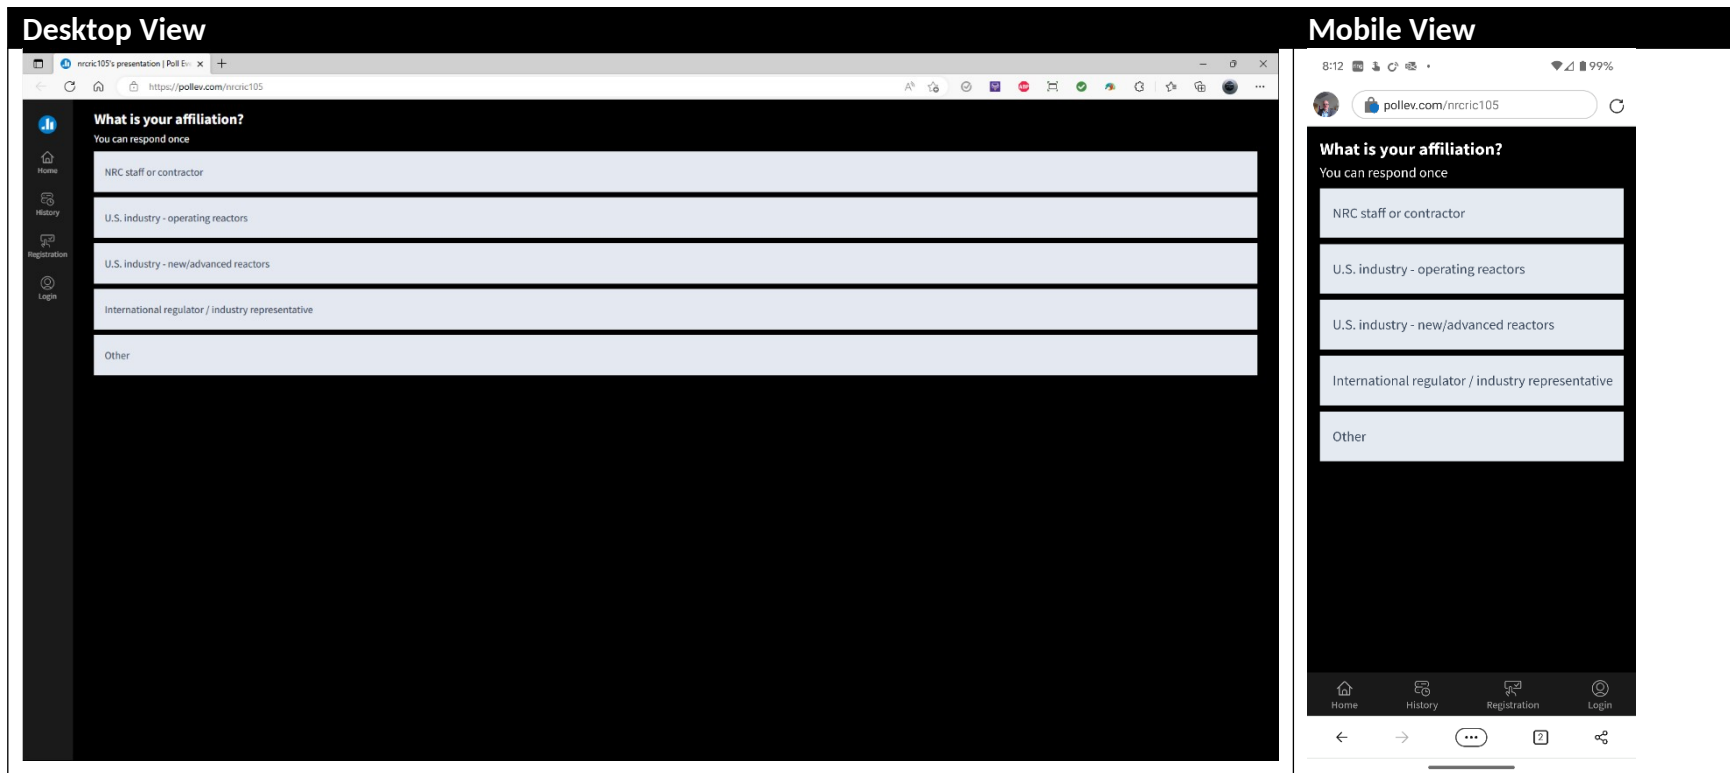 Desktop View
Mobile View
nrcric105's presentation | Poll Ev
https://pollev.com/nrcric105
Home
History
Registration
Login
What is your affiliation?
You can respond once
NRC staff or contractor
U.S. industry - operating reactors
U.S. industry - new/advanced reactors
International regulator / industry representative
Other
8:12
99%
pollev.com/nrcric105
What is your affiliation?
You can respond once
NRC staff or contractor
U.S. industry - operating reactors
U.S. industry - new/advanced reactors
International regulator / industry representative
Other
Home
History
Registration
Login
2